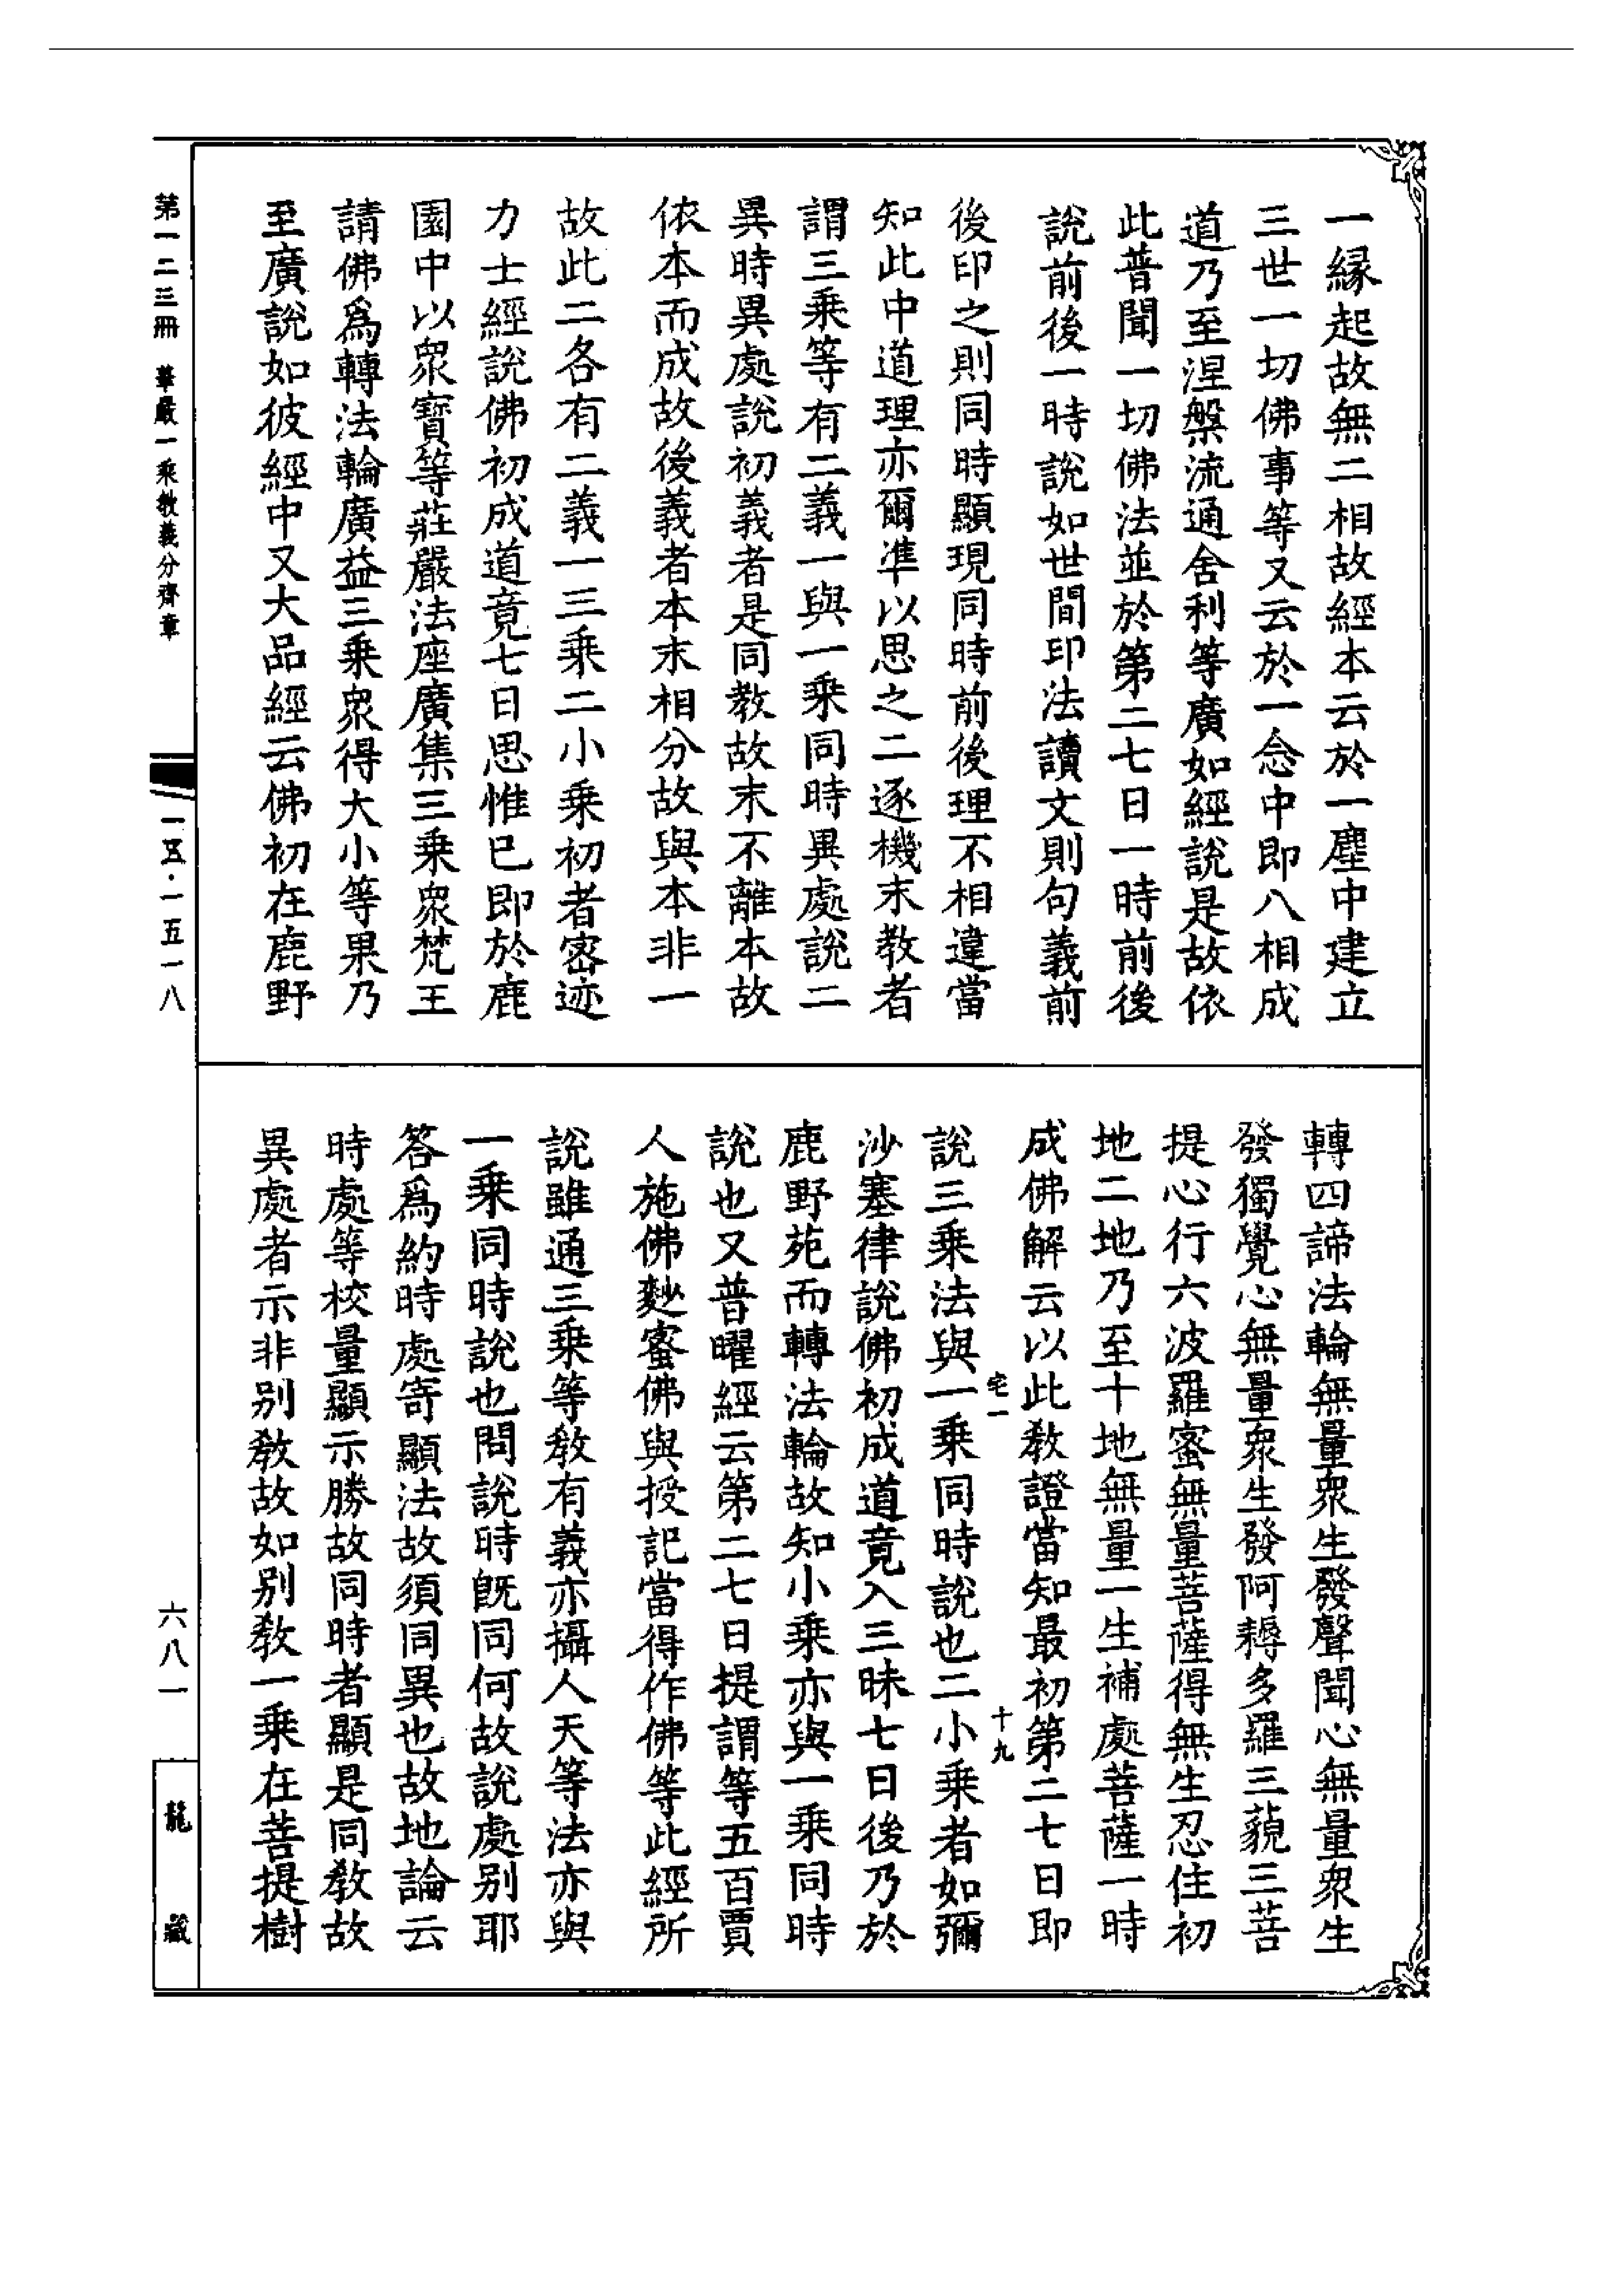 一縁起故無二相故經本云於一塵中建立
三世一切佛事等又云於一念中即八相成
道乃至涅槃流通舍利等廣如經說是故依
此普聞一切佛法並於第二七日一時前後
說前後一時說如世間印法讀文則句義前
後印之則同時顯現同時前後理不相違當
知此中道理亦爾準以思之二逐機末教者
謂三乘等有二義一與一乘同時異處說二
異時異處說初義者是同教故末不離本故
依本而成故後義者本末相分故與本非一
故此二各有二義一三乘二小乘初者密迹
力士經說佛初成道竟七日思惟已即於鹿
園中以衆寶等莊嚴法座廣集三乘衆梵王
請佛爲轉法輪廣益三乘衆得大小等果乃
至廣說如彼經中又大品經云佛初在鹿野
轉四諦法輪無量衆生發聲聞心無量衆生
發獨覺心無量衆生發阿耨多羅三藐三菩
提心行六波羅蜜無量菩薩得無生忍住初
地二地乃至十地無量一生補處菩薩一時
成佛解云以此教證當知最初第二七日即
宅一 十九
說三乘法與一乘同時說也二小乘者如彌
沙塞律說佛初成道竟入三昧七日後乃於
鹿野苑而轉法輪故知小乘亦與一乘同時
說也又普曜經云第二七日提謂等五百賈
人施佛麨蜜佛與授記當得作佛等此經所
說雖通三乘等教有義亦攝人天等法亦與
一乘同時說也問說時既同何故說處别耶
答爲約時處寄顯法故須同異也故地論云
時處等校量顯示勝故同時者顯是同教故
異處者示非别教故如别教一乘在菩提樹
第一二三冊 華嚴一乘教義分齊章
一五·一五一八
六八一
龍藏